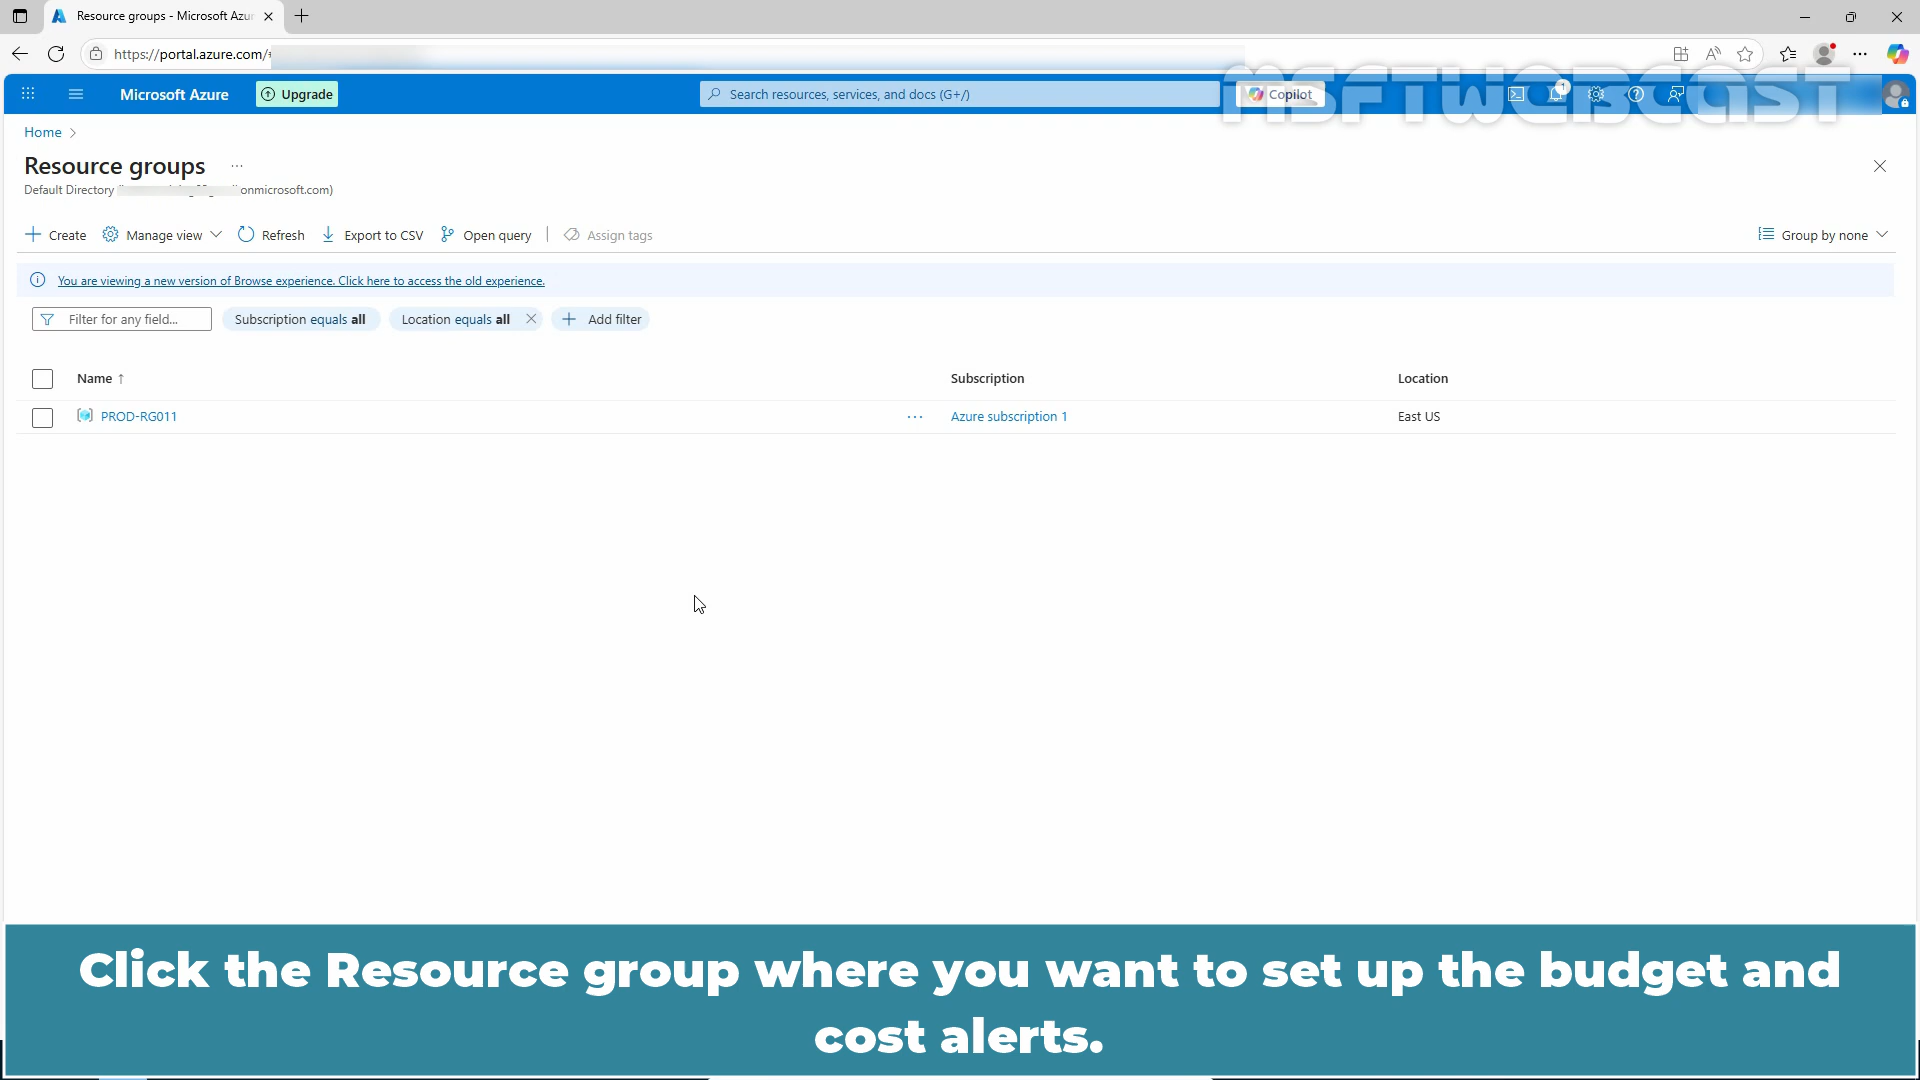 Resource groups - Microsoft Azu
https://portal.azure.com/#
Microsoft Azure
Upgrade
Search resources, services, and docs (G+/)
Copilot
1
MSFTWEBCAST
Home
Resource groups
...
Default Directory
onmicrosoft.com)
Create
Manage view
Refresh
Export to CSV
Open query
Assign tags
Group by none
You are viewing a new version of Browse experience. Click here to access the old experience.
Filter for any field...
Subscription equals all
Location equals all
Add filter
Name ↑
Subscription
Location
PROD-RG011
...
Azure subscription 1
East US
Click the Resource group where you want to set up the budget and
cost alerts.